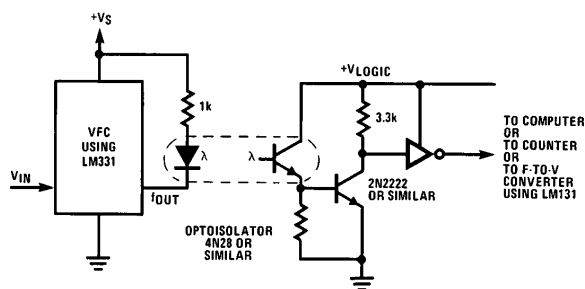 +VS
VFC
USING
LM331
1k
λ
λ
VIN
fOUT
+VLOGIC
3.3k
2N2222
OR SIMILAR
OPTOISOLATOR
4N28 OR
SIMILAR
TO COMPUTER
OR
TO COUNTER
OR
TO F-TO-V
CONVERTER
USING LM131